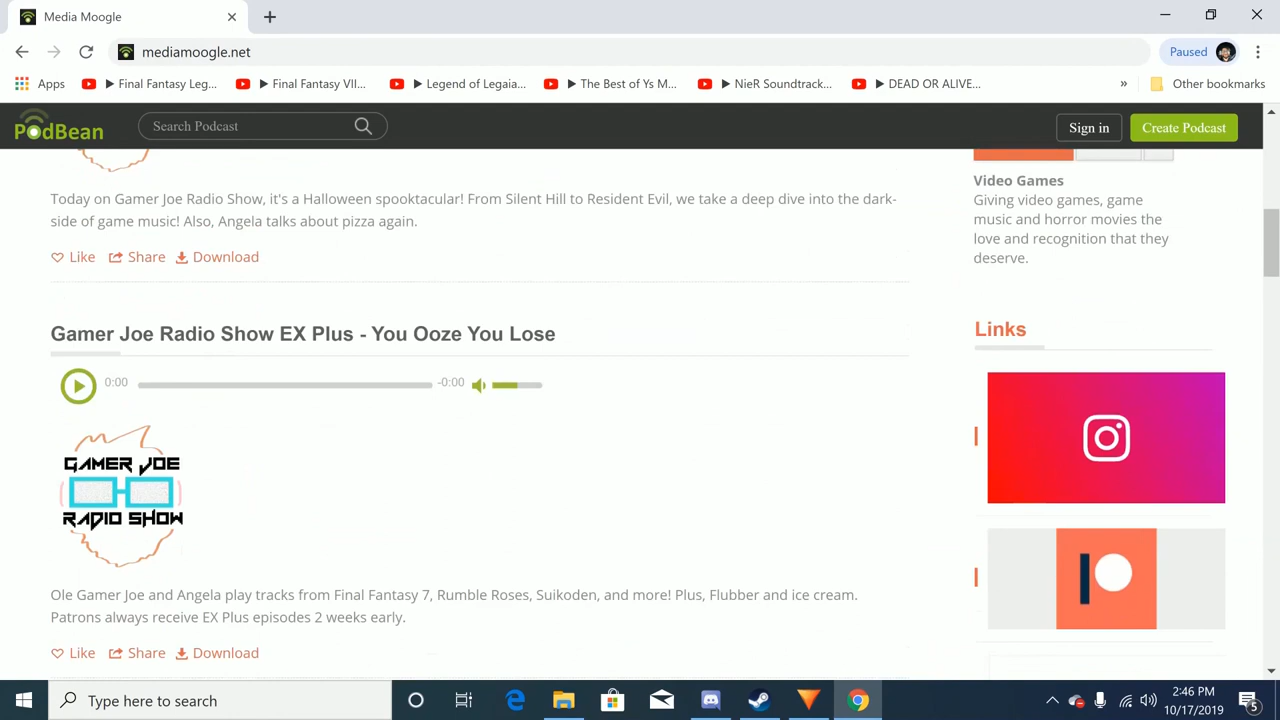 Media Moogle
mediamoogle.net
Paused
Apps
Final Fantasy Leg...
Final Fantasy VII...
Legend of Legaia...
The Best of Ys M...
NieR Soundtrack...
DEAD OR ALIVE...
»
Other bookmarks
PodBean
Search Podcast
Sign in
Create Podcast
Today on Gamer Joe Radio Show, it's a Halloween spooktacular! From Silent Hill to Resident Evil, we take a deep dive into the dark-
side of game music! Also, Angela talks about pizza again.
Like
Share
Download
Gamer Joe Radio Show EX Plus - You Ooze You Lose
0:00
-0:00
GAMER JOE
RADIO SHOW
Ole Gamer Joe and Angela play tracks from Final Fantasy 7, Rumble Roses, Suikoden, and more! Plus, Flubber and ice cream.
Patrons always receive EX Plus episodes 2 weeks early.
Like
Share
Download
Video Games
Giving video games, game
music and horror movies the
love and recognition that they
deserve.
Links
Type here to search
2:46 PM
10/17/2019
5